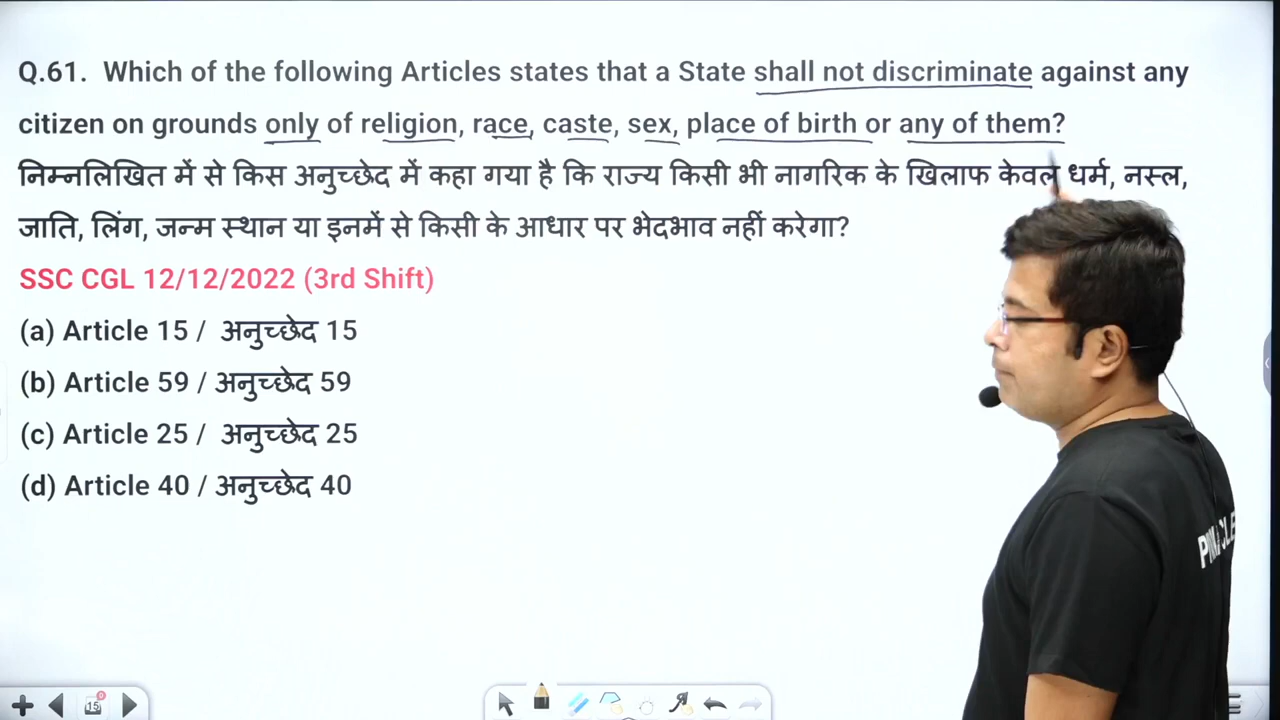 Q.61. Which of the following Articles states that a State shall not discriminate against any
citizen on grounds only of religion, race, caste, sex, place of birth or any of them?
निम्नलिखित में से किस अनुच्छेद में कहा गया है कि राज्य किसी भी नागरिक के खिलाफ केवल धर्म, नस्ल,
जाति, लिंग, जन्म स्थान या इनमें से किसी के आधार पर भेदभाव नहीं करेगा?
SSC CGL 12/12/2022 (3rd Shift)
(a) Article 15 / अनुच्छेद 15
(b) Article 59 / अनुच्छेद 59
(c) Article 25 / अनुच्छेद 25
(d) Article 40 / अनुच्छेद 40
15